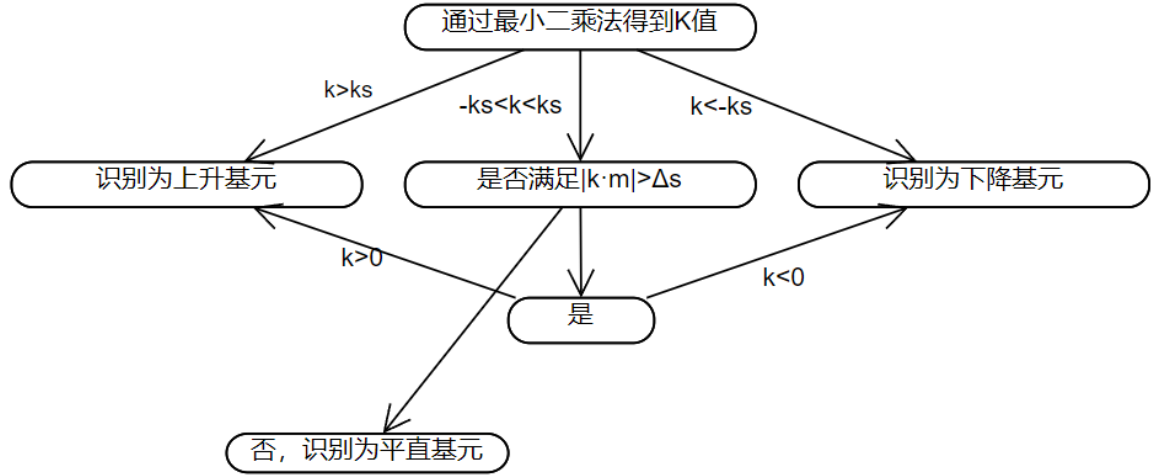 通过最小二乘法得到K值
k>ks
-ks<k<ks
k<-ks
识别为上升基元
是否满足|k·m|>Δs
识别为下降基元
k>0
k<0
是
否，识别为平直基元